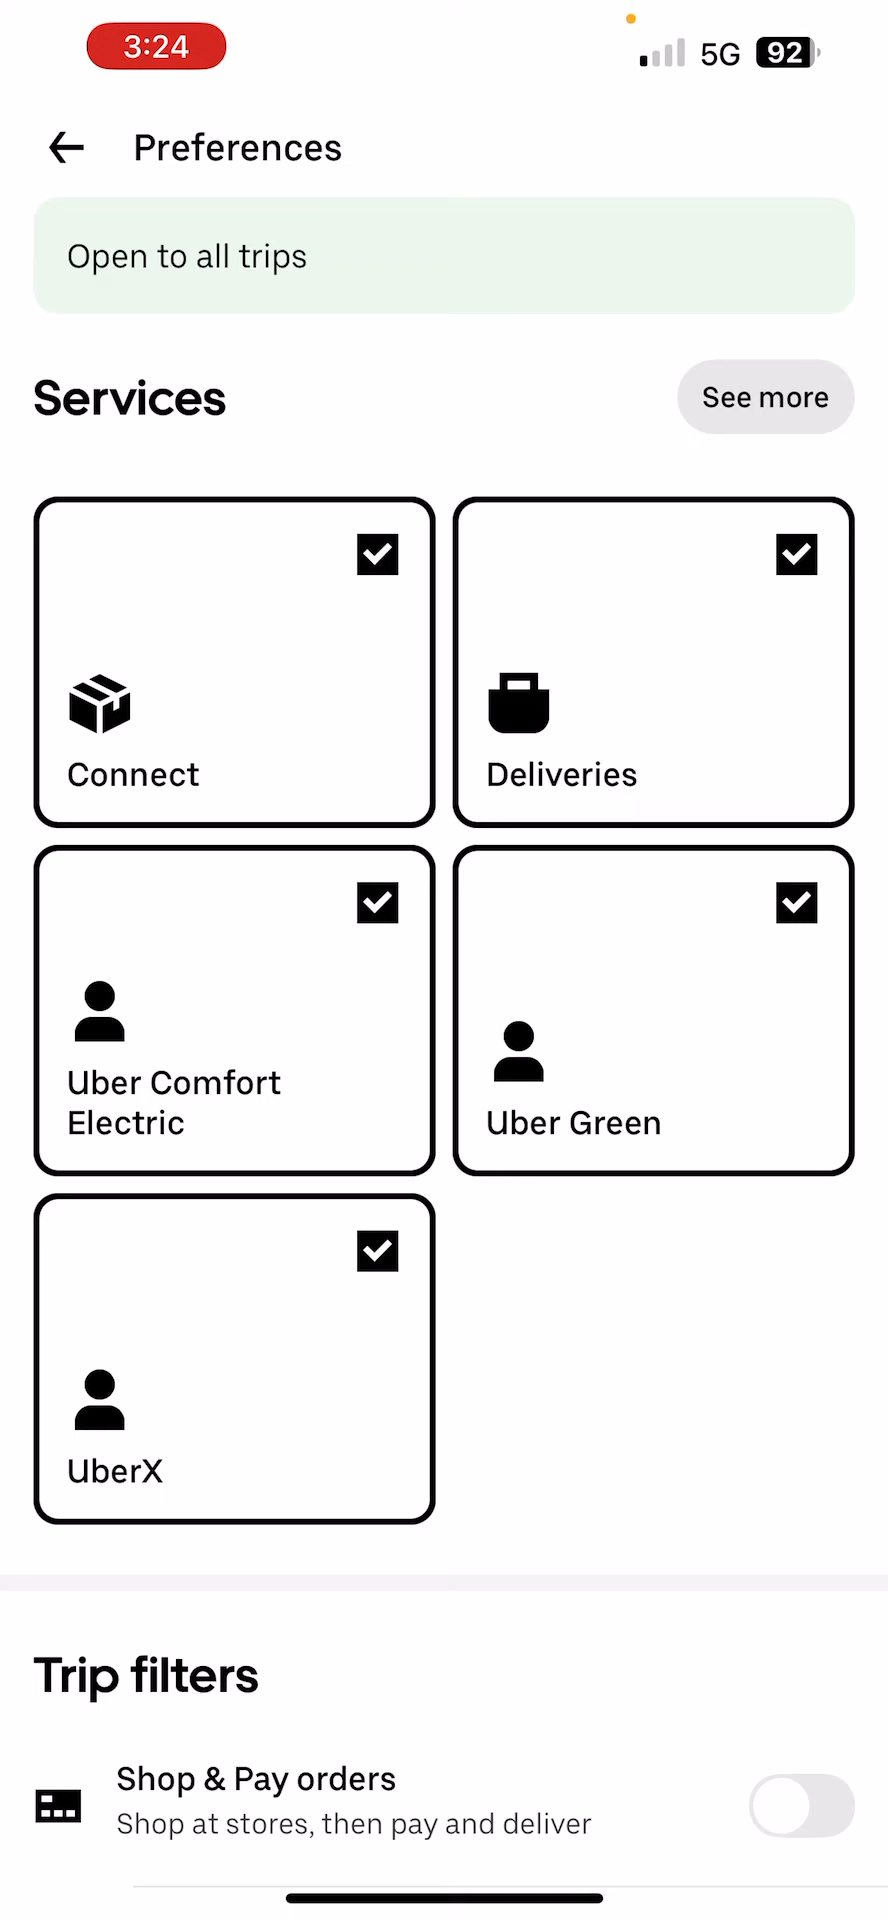 3:24
5G
92
Preferences
Open to all trips
Services
See more
Connect
Deliveries
Uber Comfort
Electric
Uber Green
UberX
Trip filters
Shop & Pay orders
Shop at stores, then pay and deliver